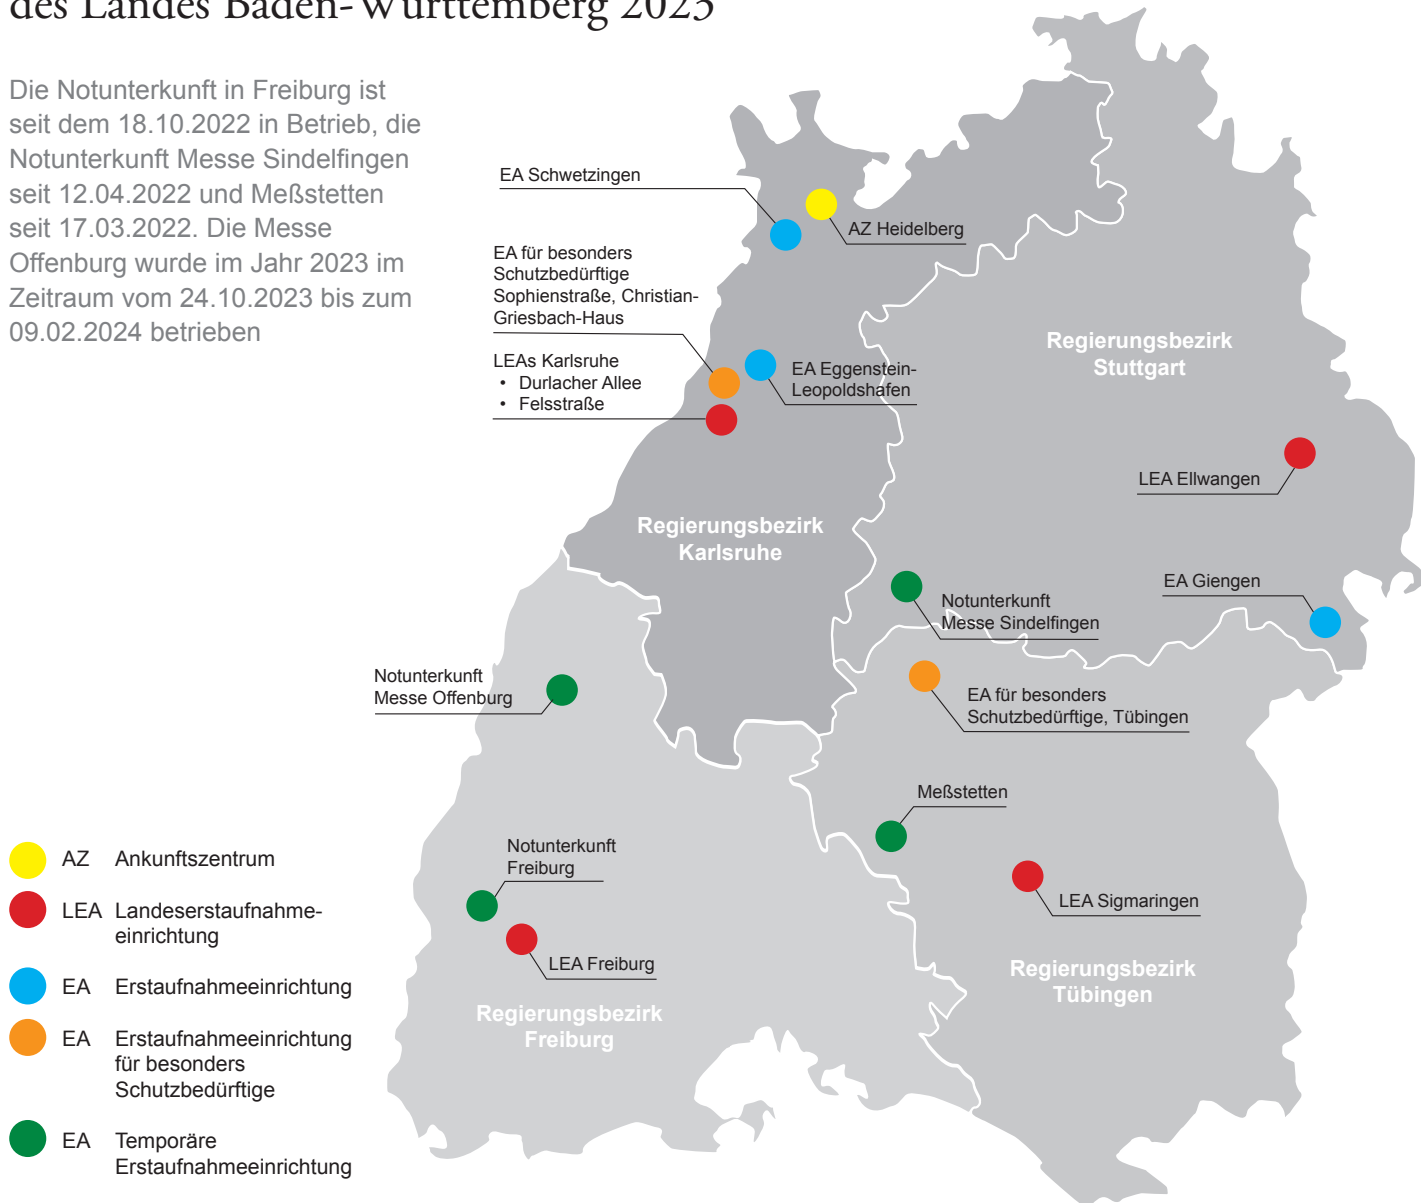 des Landes Baden-Württemberg 2023
Die Notunterkunft in Freiburg ist
seit dem 18.10.2022 in Betrieb, die
Notunterkunft Messe Sindelfingen
seit 12.04.2022 und Meßstetten
seit 17.03.2022. Die Messe
Offenburg wurde im Jahr 2023 im
Zeitraum vom 24.10.2023 bis zum
09.02.2024 betrieben
EA Schwetzingen
AZ Heidelberg
EA für besonders
Schutzbedürftige
Sophienstraße, Christian-
Griesbach-Haus
LEAs Karlsruhe
• Durlacher Allee
• Felsstraße
EA Eggenstein-
Leopoldshafen
Regierungsbezirk
Stuttgart
LEA Ellwangen
Regierungsbezirk
Karlsruhe
EA Giengen
Notunterkunft
Messe Sindelfingen
Notunterkunft
Messe Offenburg
EA für besonders
Schutzbedürftige, Tübingen
Meßstetten
Notunterkunft
Freiburg
LEA Sigmaringen
LEA Freiburg
Regierungsbezirk
Tübingen
Regierungsbezirk
Freiburg
AZ Ankunftszentrum
LEA Landeserstaufnahme-
einrichtung
EA Erstaufnahmeeinrichtung
EA Erstaufnahmeeinrichtung
für besonders
Schutzbedürftige
EA Temporäre
Erstaufnahmeeinrichtung